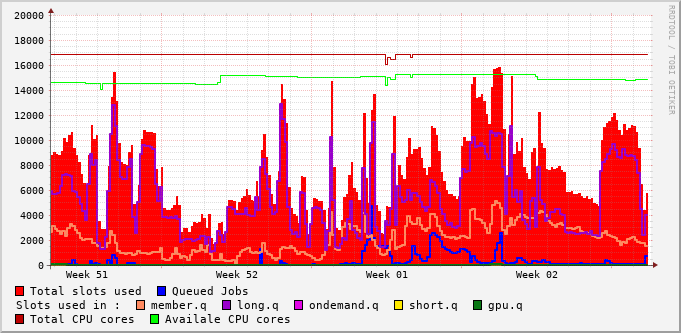 20000
18000
16000
14000
12000
10000
8000
6000
4000
2000
0
Week 51 Week 52 Week 01 Week 02
RRDTOOL / TOBI OETIKER
Total slots used Queued Jobs
Slots used in : member.q long.q ondemand.q short.q gpu.q
Total CPU cores Availale CPU cores